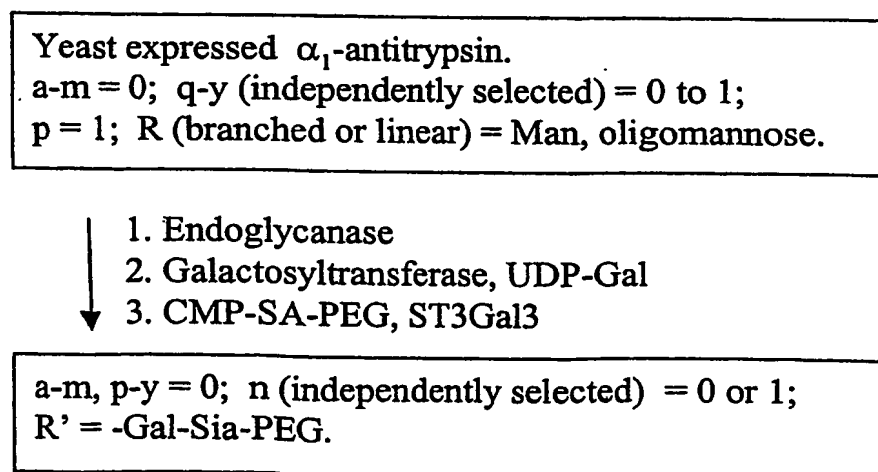 Yeast expressed α₁-antitrypsin.
a-m = 0; q-y (independently selected) = 0 to 1;
p = 1; R (branched or linear) = Man, oligomannose.
1. Endoglycanase
2. Galactosyltransferase, UDP-Gal
3. CMP-SA-PEG, ST3Gal3
a-m, p-y = 0; n (independently selected) = 0 or 1;
R’ = -Gal-Sia-PEG.